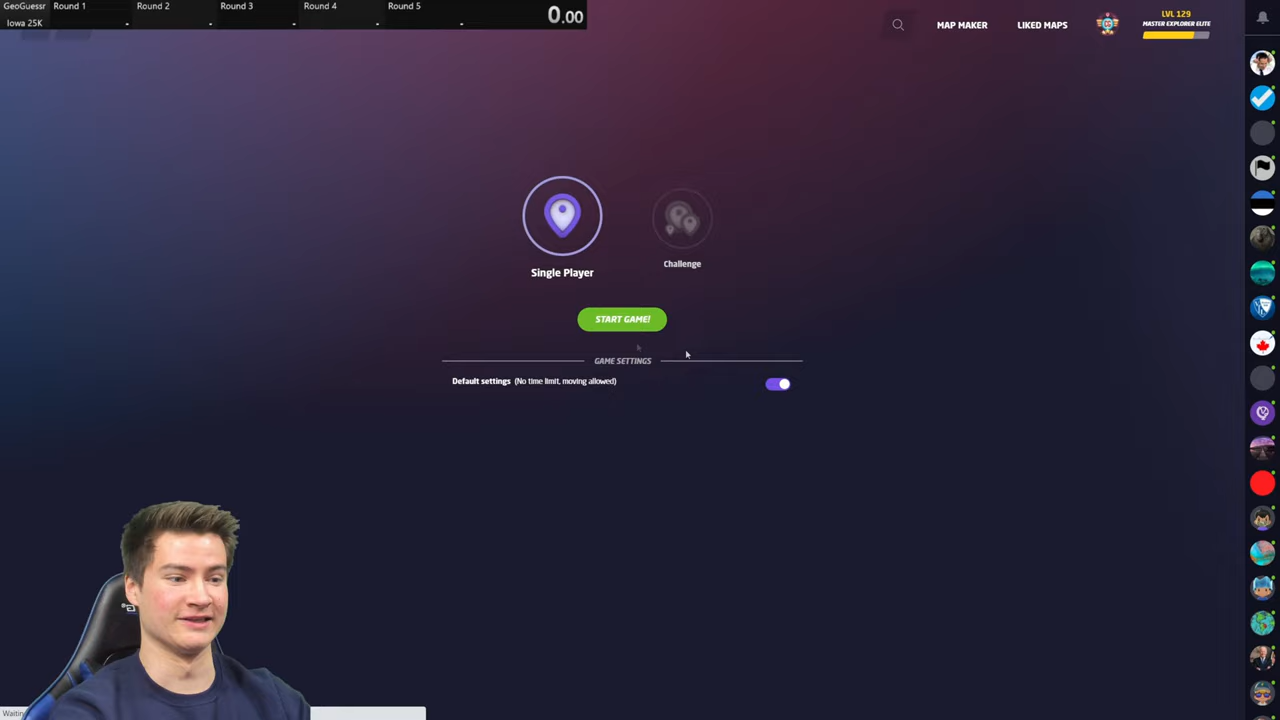 GeoGuessr Round 1 Round 2 Round 3 Round 4 Round 5
Iowa 25K - - - - - 0.00
MAP MAKER LIKED MAPS LVL 129
MASTER EXPLORER ELITE
Single Player
Challenge
START GAME!
GAME SETTINGS
Default settings (No time limit, moving allowed)